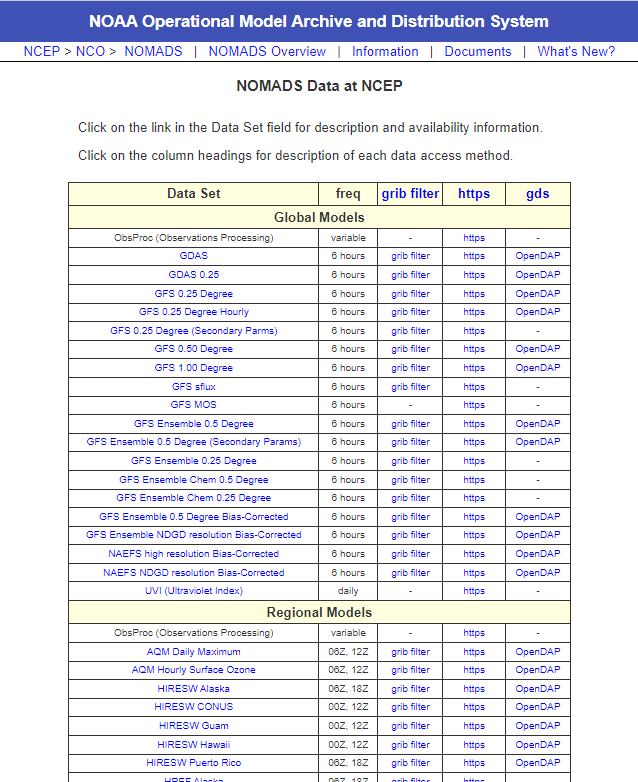 NOAA Operational Model Archive and Distribution System
NCEP > NCO > NOMADS | NOMADS Overview | Information | Documents | What's New?
NOMADS Data at NCEP
Click on the link in the Data Set field for description and availability information.
Click on the column headings for description of each data access method.
Data Set freq grib filter https gds
Global Models
ObsProc (Observations Processing) variable - https -
GDAS 6 hours grib filter https OpenDAP
GDAS 0.25 6 hours grib filter https OpenDAP
GFS 0.25 Degree 6 hours grib filter https OpenDAP
GFS 0.25 Degree Hourly 6 hours grib filter https OpenDAP
GFS 0.25 Degree (Secondary Parms) 6 hours grib filter https -
GFS 0.50 Degree 6 hours grib filter https OpenDAP
GFS 1.00 Degree 6 hours grib filter https OpenDAP
GFS sflux 6 hours grib filter https -
GFS MOS 6 hours - https -
GFS Ensemble 0.5 Degree 6 hours grib filter https OpenDAP
GFS Ensemble 0.5 Degree (Secondary Params) 6 hours grib filter https OpenDAP
GFS Ensemble 0.25 Degree 6 hours grib filter https -
GFS Ensemble Chem 0.5 Degree 6 hours grib filter https -
GFS Ensemble Chem 0.25 Degree 6 hours grib filter https -
GFS Ensemble 0.5 Degree Bias-Corrected 6 hours grib filter https OpenDAP
GFS Ensemble NDGD resolution Bias-Corrected 6 hours grib filter https OpenDAP
NAEFS high resolution Bias-Corrected 6 hours grib filter https OpenDAP
NAEFS NDGD resolution Bias-Corrected 6 hours grib filter https OpenDAP
UVI (Ultraviolet Index) daily - https -
Regional Models
ObsProc (Observations Processing) variable - https -
AQM Daily Maximum 06Z, 12Z grib filter https OpenDAP
AQM Hourly Surface Ozone 06Z, 12Z grib filter https OpenDAP
HIRESW Alaska 06Z, 18Z grib filter https OpenDAP
HIRESW CONUS 00Z, 12Z grib filter https OpenDAP
HIRESW Guam 00Z, 12Z grib filter https OpenDAP
HIRESW Hawaii 00Z, 12Z grib filter https OpenDAP
HIRESW Puerto Rico 06Z, 18Z grib filter https OpenDAP
HREF Alaska 06Z, 18Z grib filter https